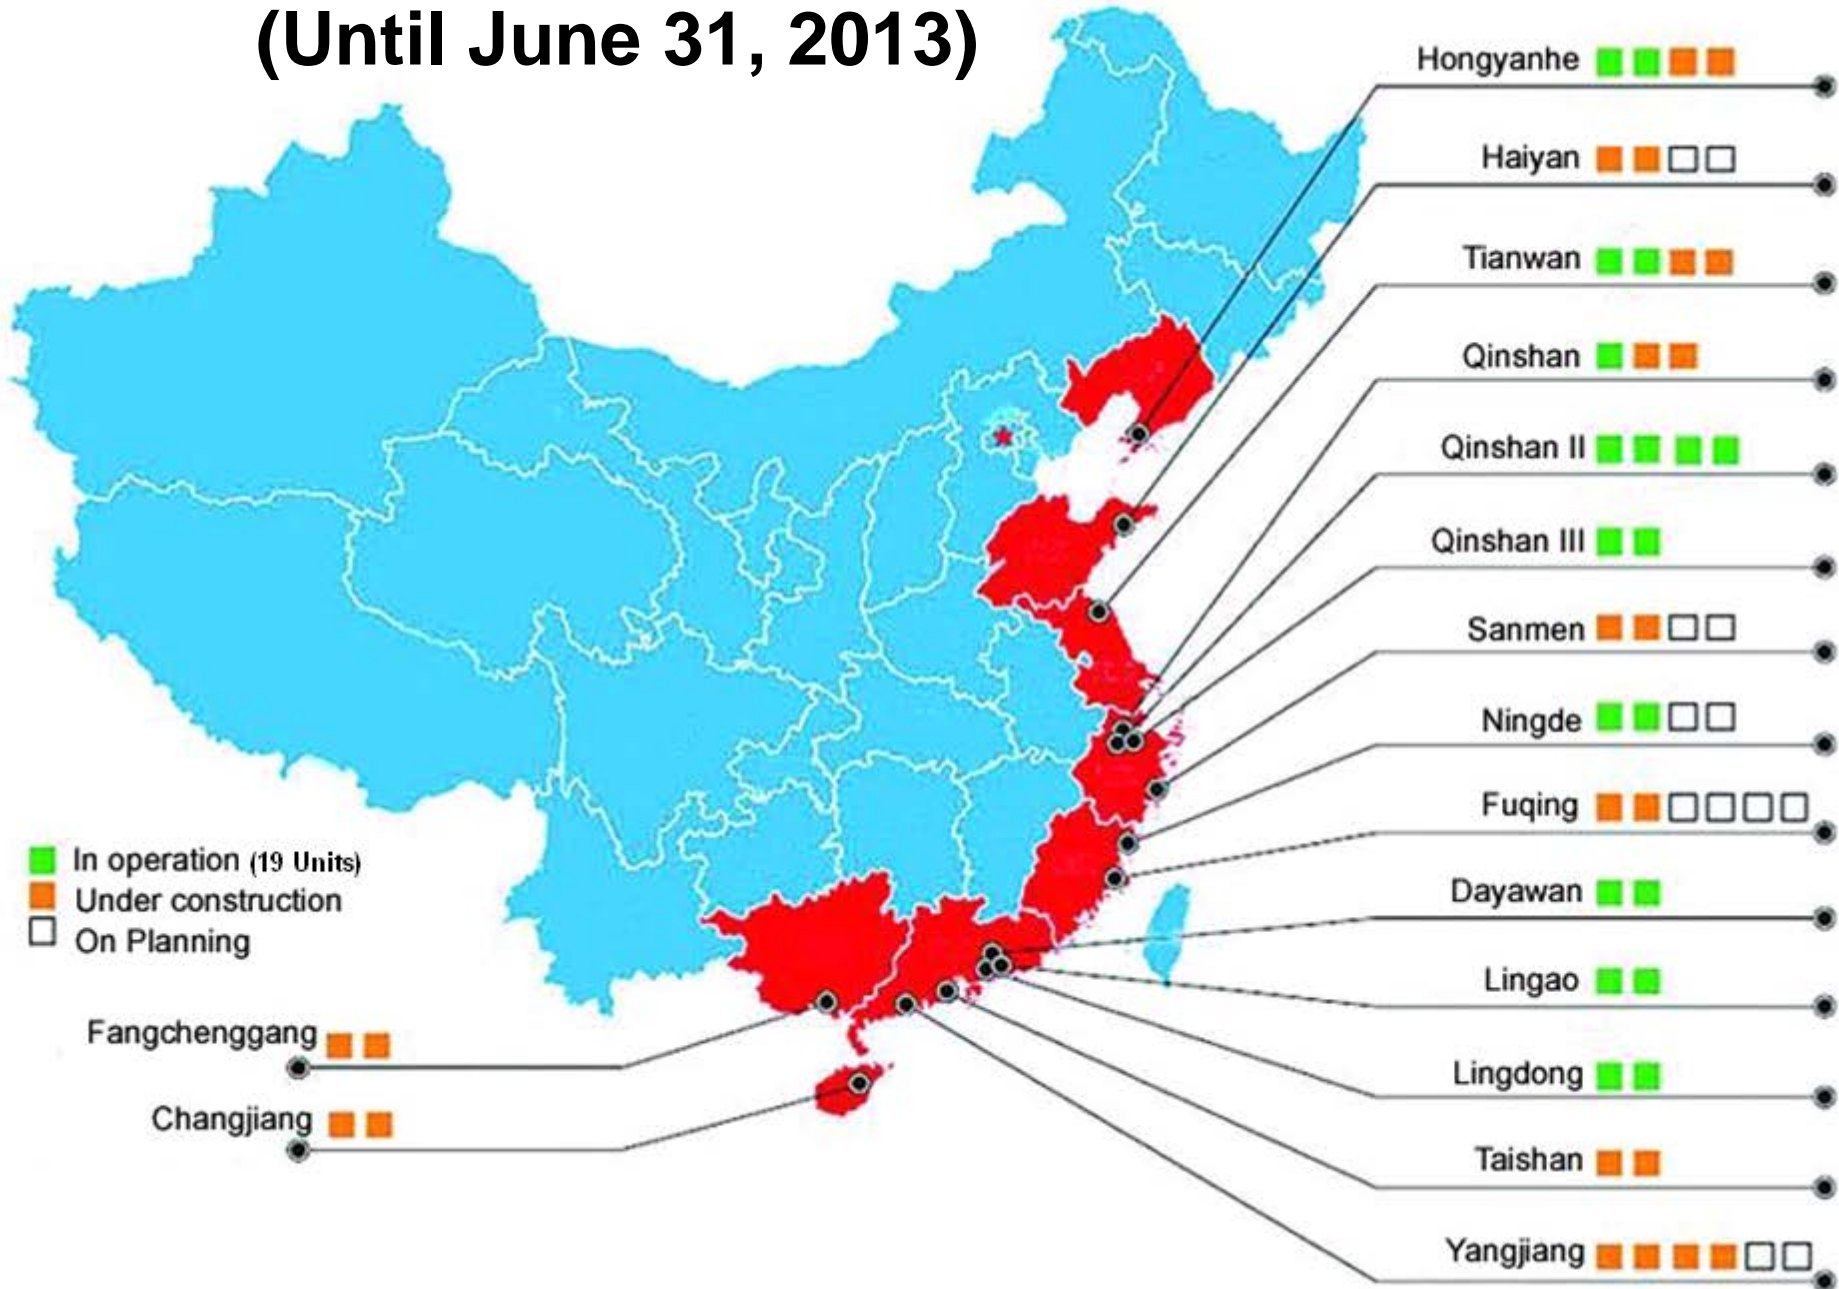 (Until June 31, 2013)
Hongyanhe
Haiyan
Tianwan
Qinshan
Qinshan II
Qinshan III
Sanmen
Ningde
Fuqing
Dayawan
Lingao
Lingdong
Taishan
Yangjiang
In operation (19 Units)
Under construction
On Planning
Fangchenggang
Changjiang